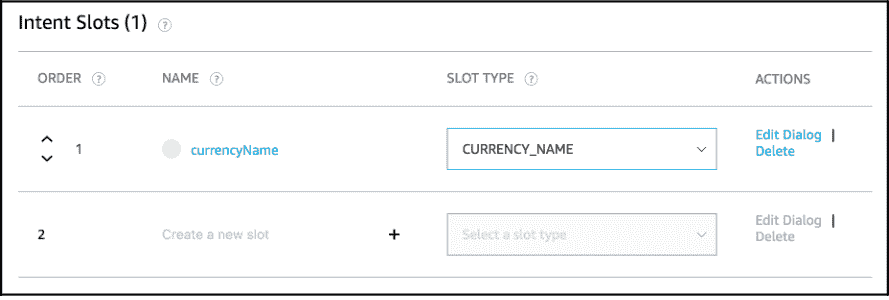 Intent Slots (1) ?
ORDER ? NAME ? SLOT TYPE ? ACTIONS
1 currencyName CURRENCY_NAME Edit Dialog |
Delete
2 Create a new slot + Select a slot type Edit Dialog |
Delete